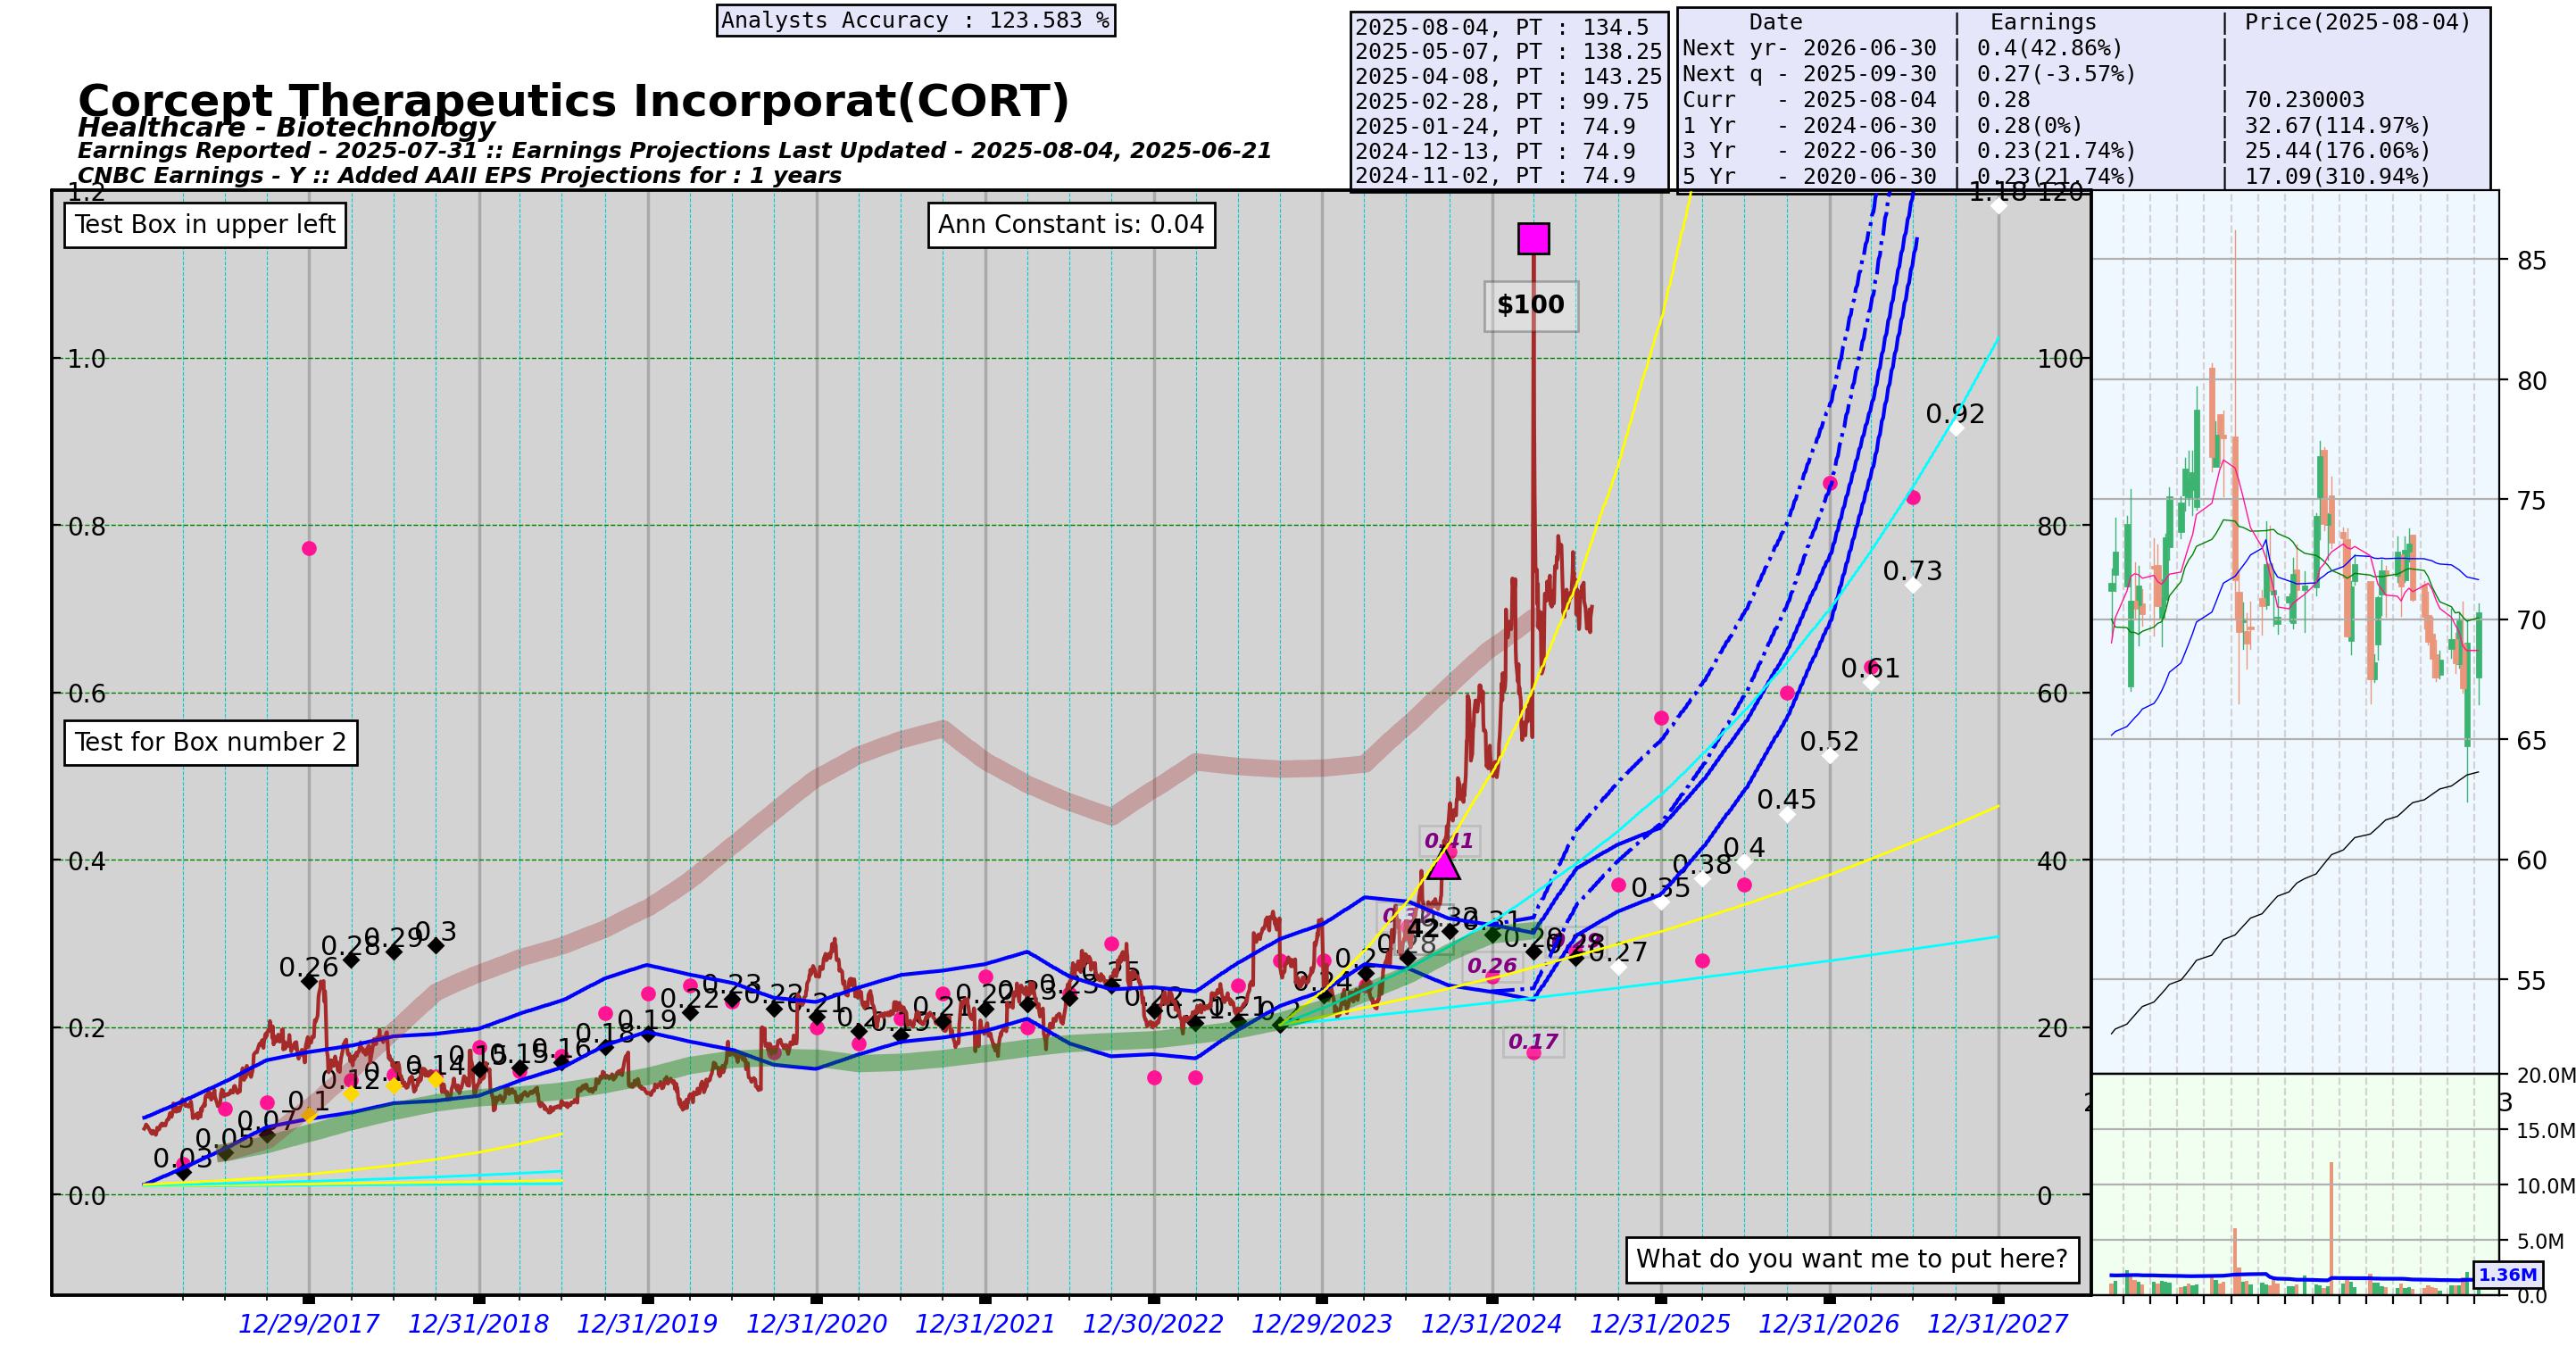 Analysts Accuracy : 123.583 %
2025-08-04, PT : 134.5
2025-05-07, PT : 138.25
2025-04-08, PT : 143.25
2025-02-28, PT : 99.75
2025-01-24, PT : 74.9
2024-12-13, PT : 74.9
2024-11-02, PT : 74.9
Date | Earnings | Price(2025-08-04)
Next yr- 2026-06-30 | 0.4(42.86%) |
Next q - 2025-09-30 | 0.27(-3.57%) |
Curr - 2025-08-04 | 0.28 | 70.230003
1 Yr - 2024-06-30 | 0.28(0%) | 32.67(114.97%)
3 Yr - 2022-06-30 | 0.23(21.74%) | 25.44(176.06%)
5 Yr - 2020-06-30 | 0.23(21.74%) | 17.09(310.94%)
Corcept Therapeutics Incorporat(CORT)
Healthcare - Biotechnology
Earnings Reported - 2025-07-31 :: Earnings Projections Last Updated - 2025-08-04, 2025-06-21
CNBC Earnings - Y :: Added AAII EPS Projections for : 1 years
1.2
1.18
120
Test Box in upper left
Ann Constant is: 0.04
$100
85
1.0
100
80
0.92
0.8
80
75
0.73
70
0.6
60
0.61
Test for Box number 2
0.52
65
0.45
0.41
0.4
0.4
40
60
0.38
0.35
42
0.31
0.3
0.29
0.28
0.26
0.29
0.28
0.27
0.26
0.24
55
0.23
0.22
0.2
20
0.19
0.18
0.16
0.17
0.14
0.12
0.1
0.07
0.05
0.03
0.0
0
20.0M
15.0M
10.0M
5.0M
1.36M
0.0
What do you want me to put here?
12/29/2017
12/31/2018
12/31/2019
12/31/2020
12/31/2021
12/30/2022
12/29/2023
12/31/2024
12/31/2025
12/31/2026
12/31/2027